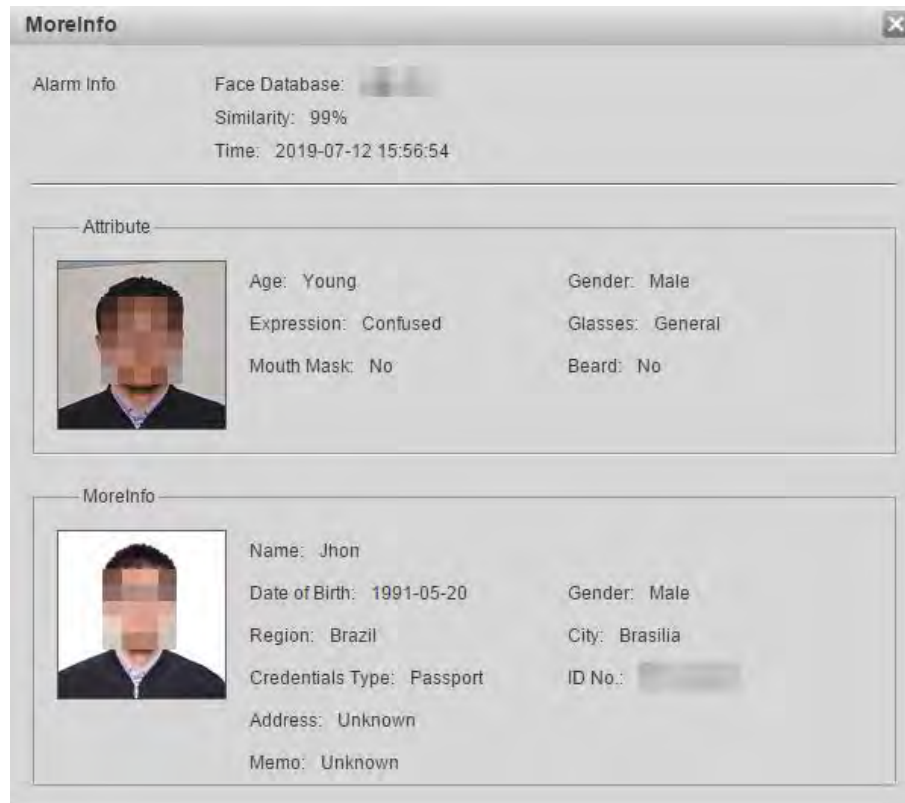 MoreInfo
Alarm Info
Face Database:
Similarity: 99%
Time: 2019-07-12 15:56:54
Attribute
Age: Young Gender: Male
Expression: Confused Glasses: General
Mouth Mask: No Beard: No
MoreInfo
Name: Jhon
Date of Birth: 1991-05-20 Gender: Male
Region: Brazil City: Brasilia
Credentials Type: Passport ID No.:
Address: Unknown
Memo: Unknown